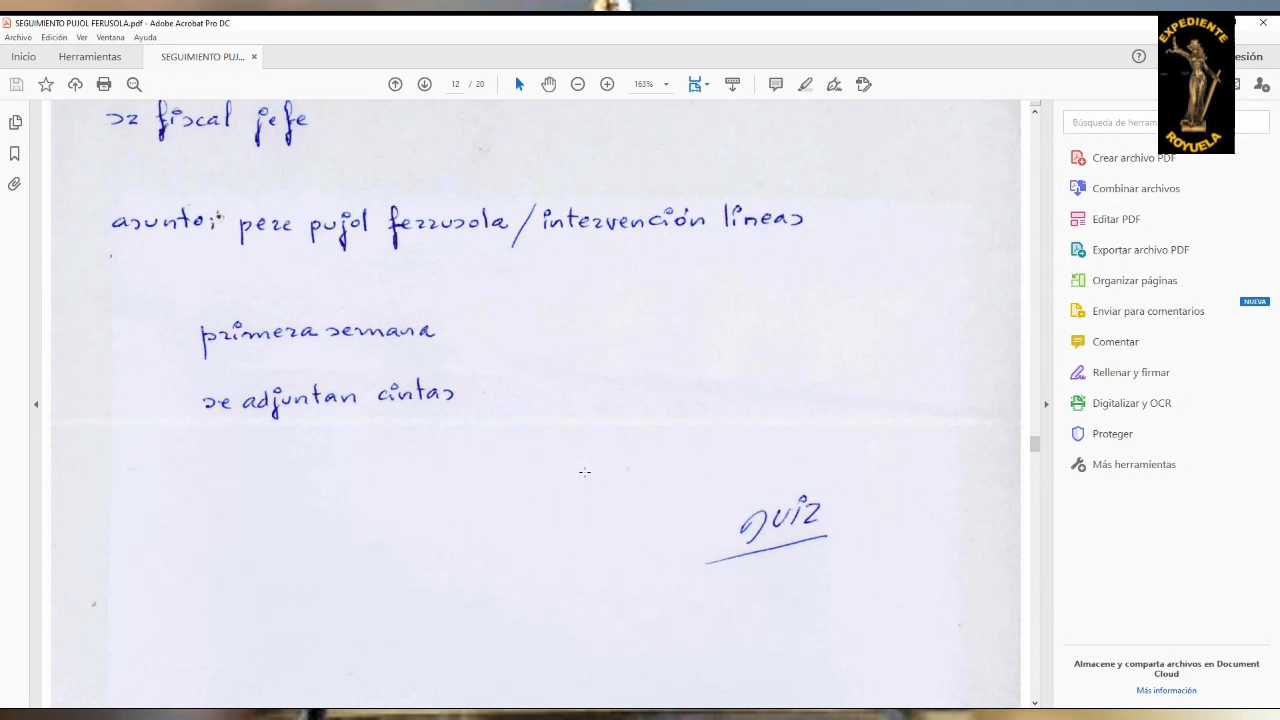 SEGUIMIENTO PUJOL FERUSOLA.pdf - Adobe Acrobat Pro DC
Archivo Edición Ver Ventana Ayuda
Inicio Herramientas SEGUIMIENTO PUJ... ×
esión
12 / 20 163%
EXPEDIENTE
ROYUELA
sr fiscal jefe
asunto: pere pujol ferrusola / intervención líneas
primera semana
se adjuntan cintas
RUIZ
Búsqueda de herram
Crear archivo PDF
Combinar archivos
Editar PDF
Exportar archivo PDF
Organizar páginas
Enviar para comentarios
NUEVA
Comentar
Rellenar y firmar
Digitalizar y OCR
Proteger
Más herramientas
Almacene y comparta archivos en Document
Cloud
Más información